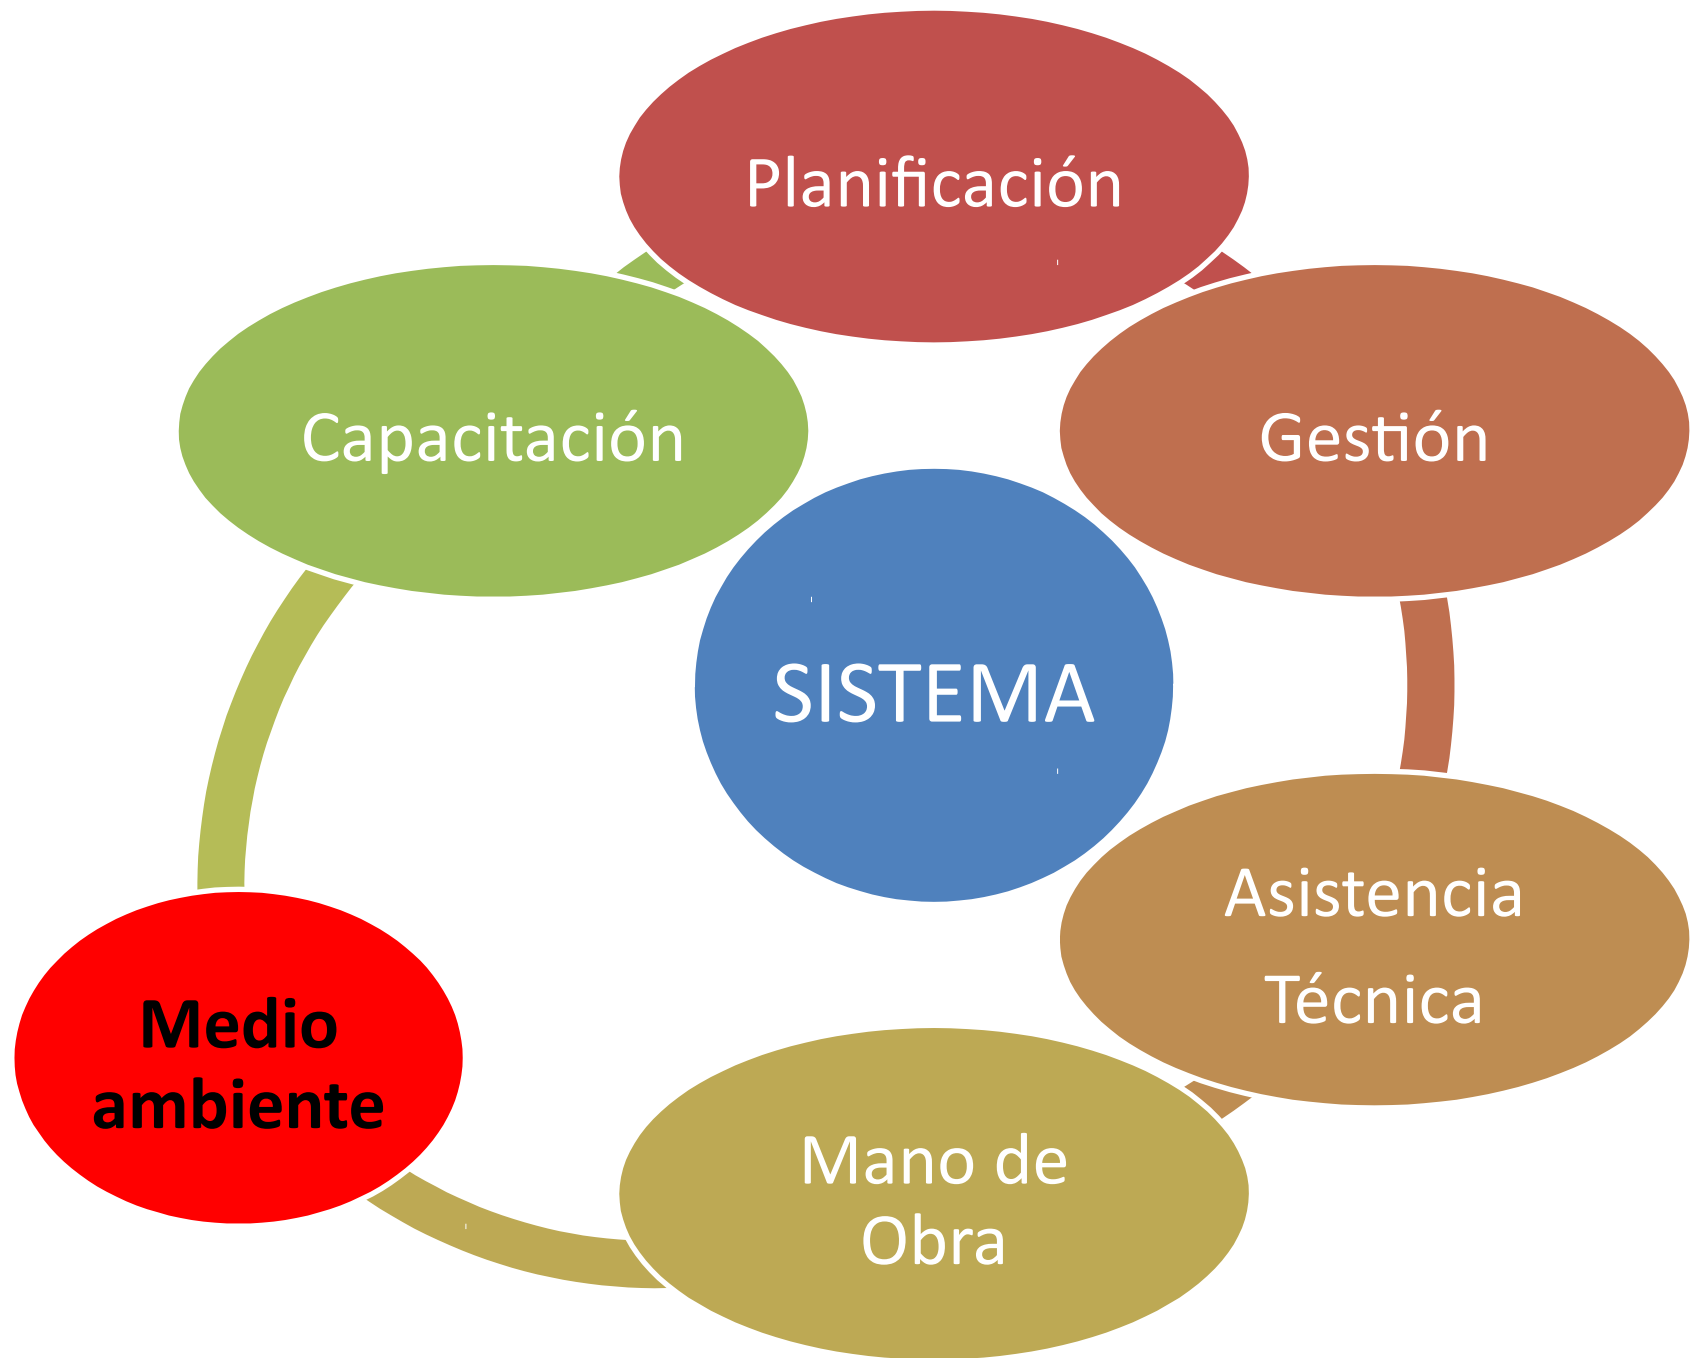 Planificación
Capacitación
Gestión
SISTEMA
Asistencia
Técnica
Medio
ambiente
Mano de
Obra